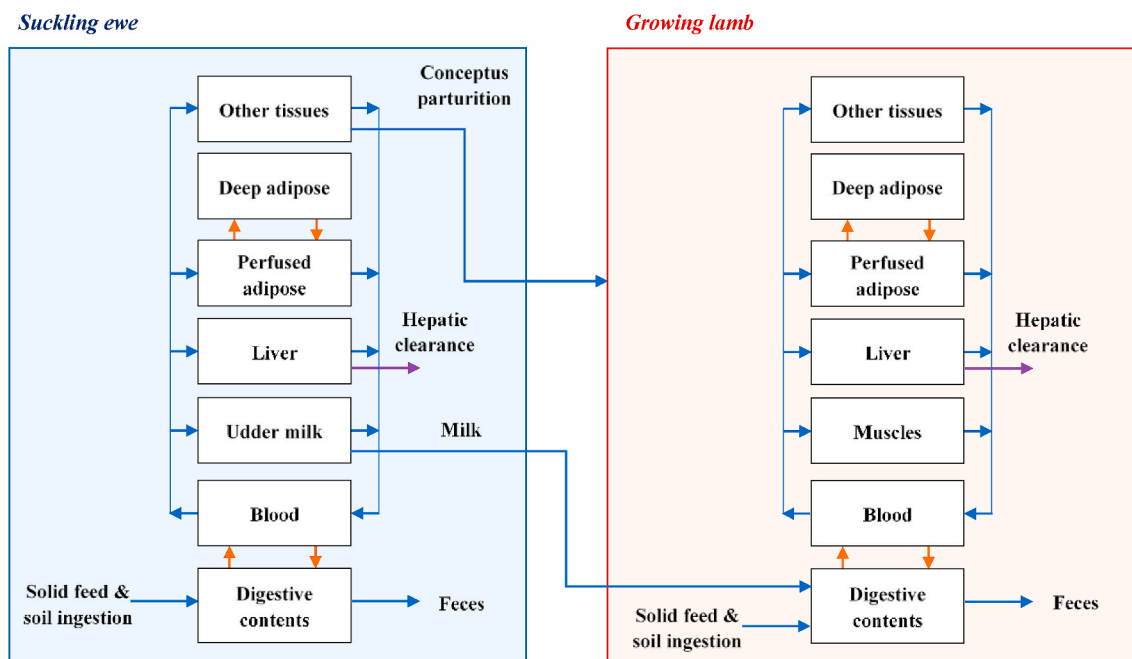 Suckling ewe
Conceptus
parturition
Other tissues
Deep adipose
Perfused
adipose
Hepatic
clearance
Liver
Udder milk
Milk
Blood
Solid feed &
soil ingestion
Digestive
contents
Feces
Growing lamb
Other tissues
Deep adipose
Perfused
adipose
Hepatic
clearance
Liver
Muscles
Blood
Solid feed &
soil ingestion
Digestive
contents
Feces